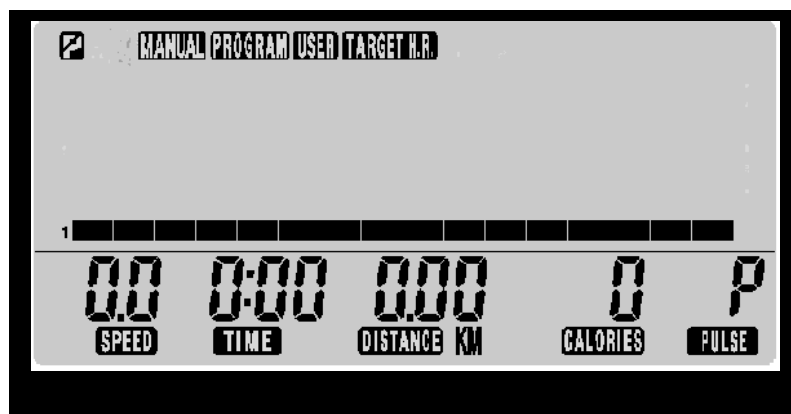 MANUAL PROGRAM USER TARGET H.R.
1
0.0 0:00 0.00 0 P
SPEED TIME DISTANCE KM CALORIES PULSE